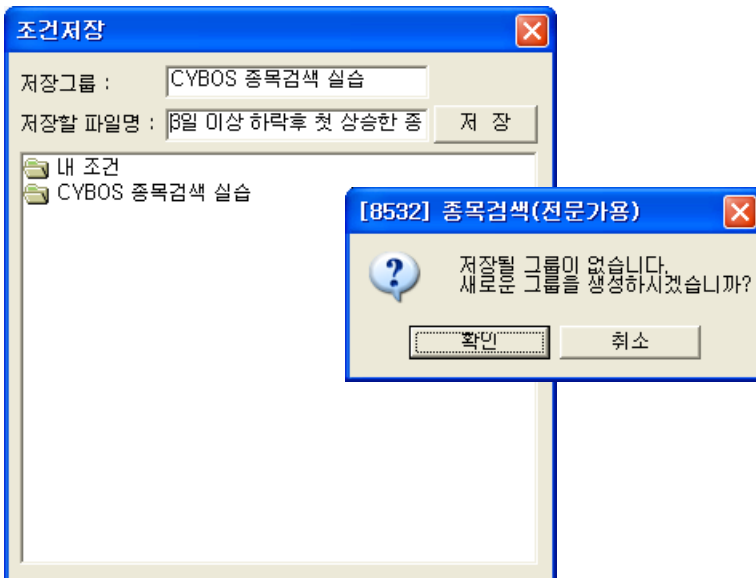 조건저장
저장그룹 : CYBOS 종목검색 실습
저장할 파일명 : 3일 이상 하락후 첫 상승한 종 저 장
내 조건
CYBOS 종목검색 실습
[8532] 종목검색(전문가용)
저장될 그룹이 없습니다.
새로운 그룹을 생성하시겠습니까?
확인 취소